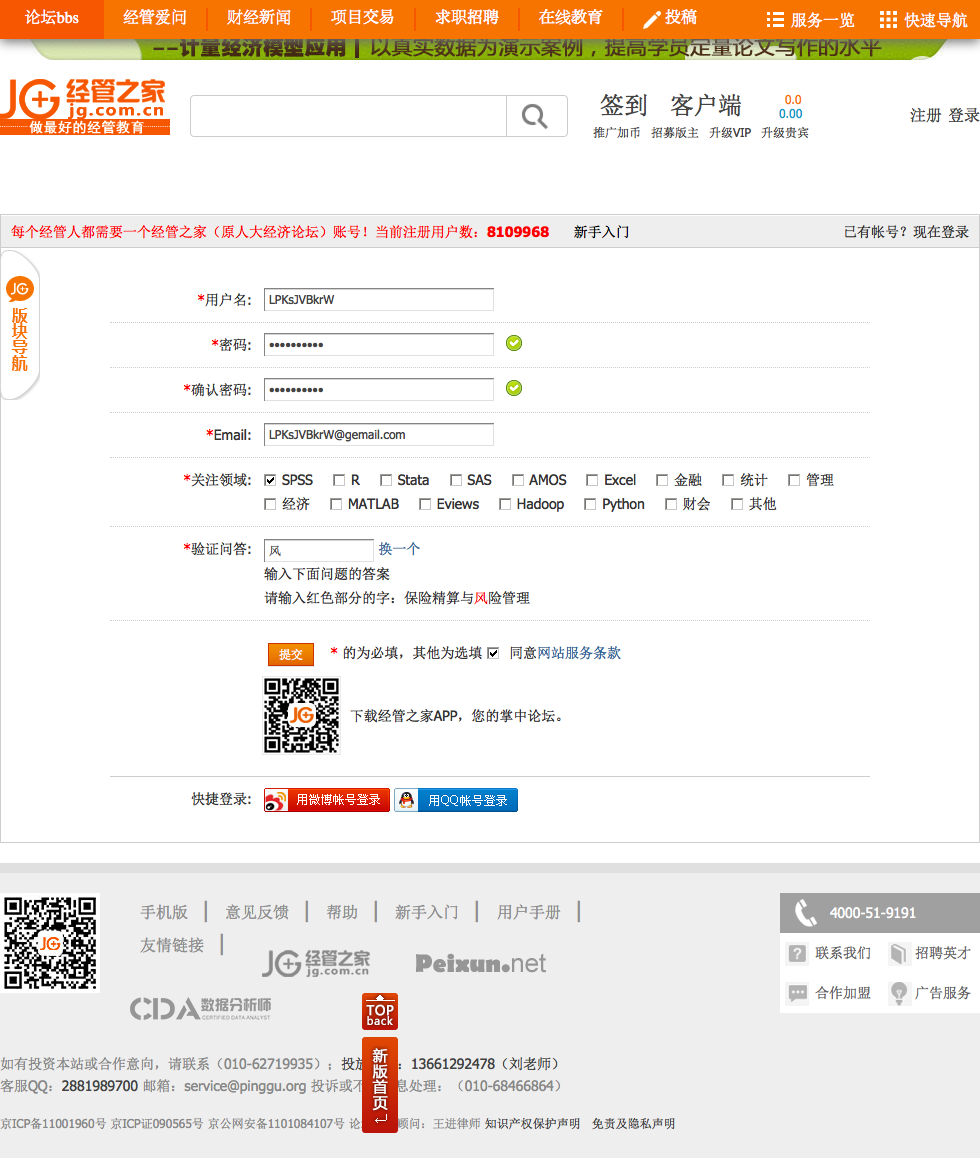 论坛bbs 经管爱问 财经新闻 项目交易 求职招聘 在线教育 投稿 服务一览 快速导航
--计量经济模型应用 | 以真实数据为演示案例，提高学员定量论文写作的水平
JG 经管之家
jg.com.cn
做最好的经管教育
签到 客户端 0.0
0.00
推广加币 招募版主 升级VIP 升级贵宾
注册 登录
每个经管人都需要一个经管之家（原人大经济论坛）账号！当前注册用户数：8109968 新手入门 已有帐号？现在登录
JG
版块导航
*用户名: LPKsJVBkrW
*密码: ••••••••••
*确认密码: ••••••••••
*Email: LPKsJVBkrW@gemail.com
*关注领域: SPSS R Stata SAS AMOS Excel 金融 统计 管理
经济 MATLAB Eviews Hadoop Python 财会 其他
*验证问答: 风 换一个
输入下面问题的答案
请输入红色部分的字：保险精算与风险管理
提交 * 的为必填，其他为选填 同意网站服务条款
JG
下载经管之家APP，您的掌中论坛。
快捷登录: 用微博帐号登录 用QQ帐号登录
JG
手机版 | 意见反馈 | 帮助 | 新手入门 | 用户手册 |
友情链接 |
JG 经管之家
jg.com.cn
Peixun.net
CDA 数据分析师
CERTIFIED DATA ANALYST
TOP
back
新版首页
4000-51-9191
联系我们 招聘英才
合作加盟 广告服务
如有投资本站或合作意向，请联系（010-62719935）；投放 ：13661292478（刘老师）
客服QQ：2881989700 邮箱：service@pinggu.org 投诉或不 息处理：（010-68466864）
京ICP备11001960号 京ICP证090565号 京公网安备1101084107号 论 顾问：王进律师 知识产权保护声明 免责及隐私声明